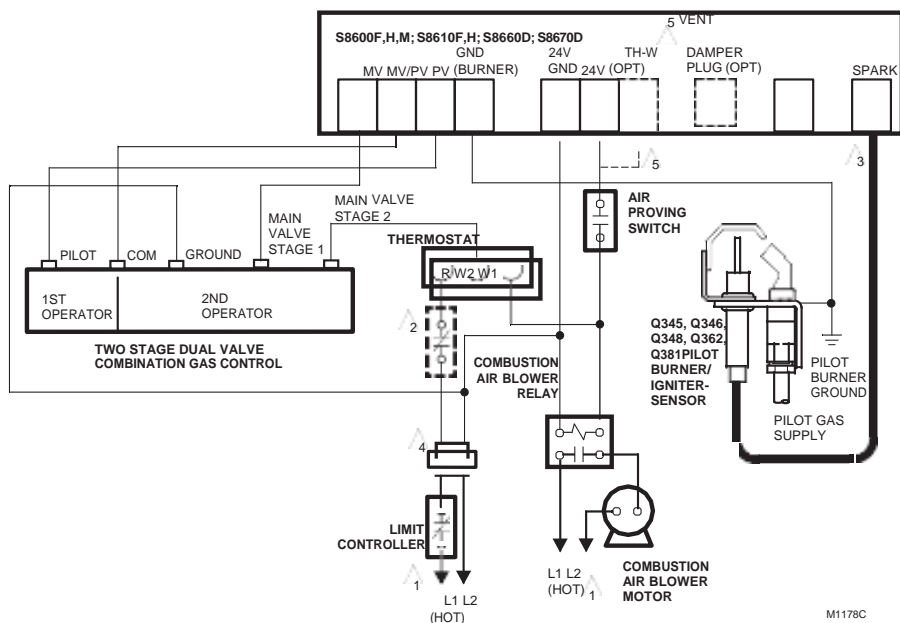 5 VENT
S8600F,H,M; S8610F,H; S8660D; S8670D
GND
24V
TH-W
DAMPER
MV MV/PV PV (BURNER)
GND 24V (OPT)
PLUG (OPT)
SPARK
3
5
MAIN VALVE
STAGE 2
AIR
PROVING
SWITCH
MAIN
VALVE
STAGE 1
THERMOSTAT
PILOT
COM
GROUND
R W2 W1
1ST
OPERATOR
2ND
OPERATOR
2
TWO STAGE DUAL VALVE
COMBINATION GAS CONTROL
COMBUSTION
AIR BLOWER
RELAY
Q345, Q346,
Q348, Q362,
Q381PILOT
BURNER/
IGNITER-
SENSOR
PILOT
BURNER
GROUND
PILOT GAS
SUPPLY
4
LIMIT
CONTROLLER
1
L1 L2
(HOT)
L1 L2
(HOT)
1
COMBUSTION
AIR BLOWER
MOTOR
M1178C